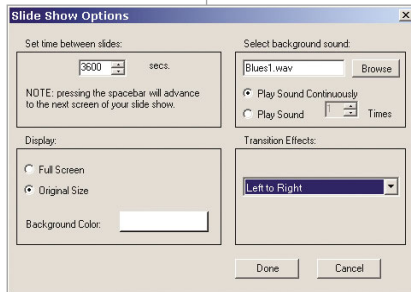 Slide Show Options
Set time between slides:
3600 secs.
NOTE: pressing the spacebar will advance
to the next screen of your slide show.
Select background sound:
Blues1.wav Browse
Play Sound Continuously
Play Sound 1 Times
Display:
Full Screen
Original Size
Background Color:
Transition Effects:
Left to Right
Done Cancel